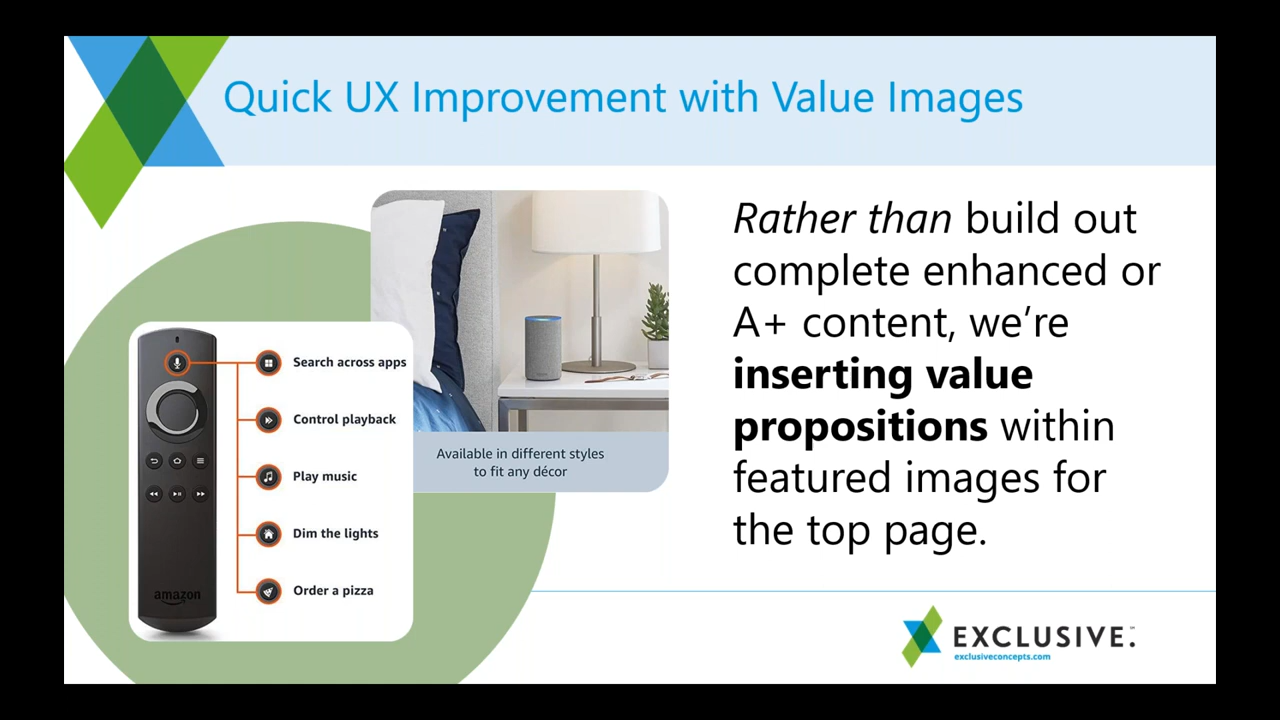 Quick UX Improvement with Value Images
Search across apps
Control playback
Play music
Dim the lights
Order a pizza
amazon
Available in different styles
to fit any décor
Rather than build out
complete enhanced or
A+ content, we’re
inserting value
propositions within
featured images for
the top page.
EXCLUSIVE.
exclusiveconcepts.com